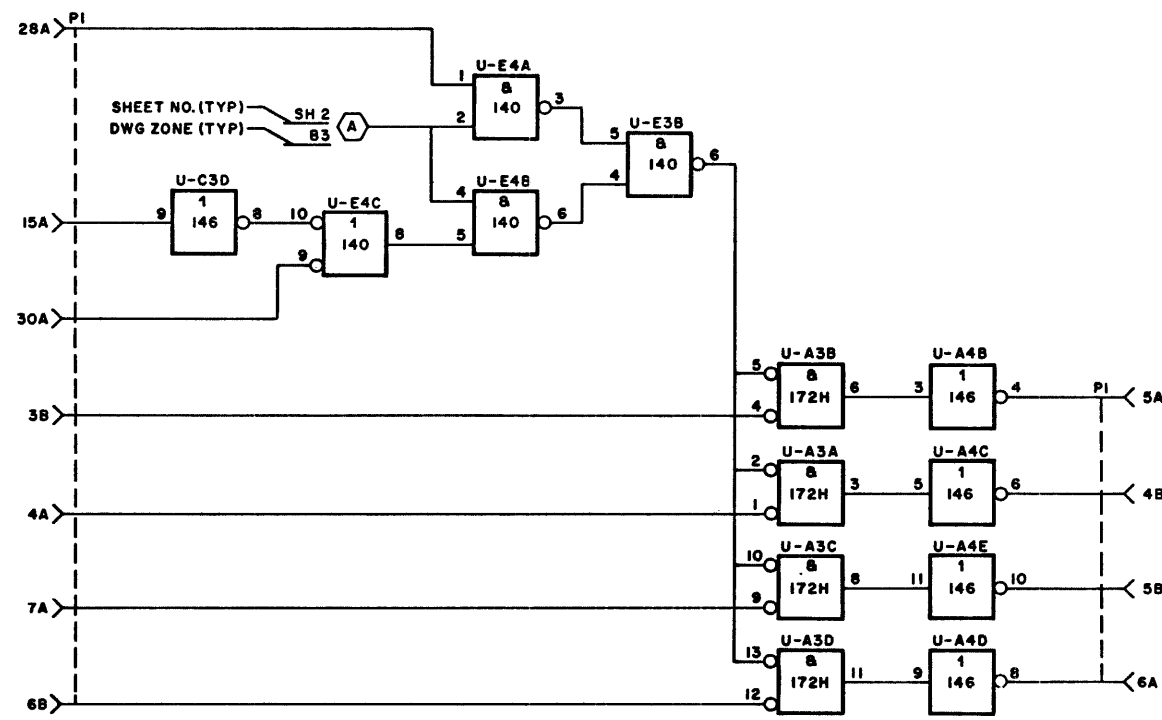 28A P1
U-E4A
1 & 3
140
2
SHEET NO. (TYP) SH 2
DWG ZONE (TYP) B3
A
U-E3B
5 & 6
140
4
U-C3D
9 1 8
146
U-E4B
4 & 6
140
5
U-E4C
10 1 8
140
9
15A
30A
U-A3B
5 & 6
172H
4
U-A4B
3 1 4
146
P1
3B
5A
U-A3A
2 & 3
172H
1
U-A4C
5 1 6
146
4A
4B
U-A3C
10 & 8
172H
9
U-A4E
11 1 10
146
7A
5B
U-A3D
13 & 11
172H
12
U-A4D
9 1 8
146
6B
6A